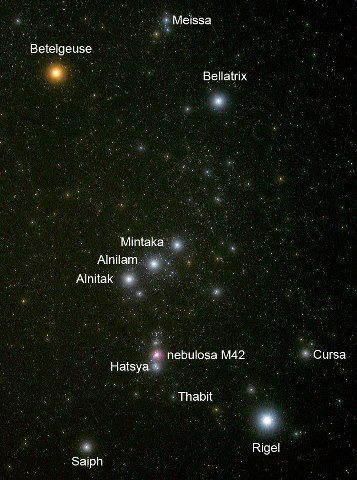 Meissa
Betelgeuse
Bellatrix
Mintaka
Alnilam
Alnitak
nebulosa M42
Hatsya
Cursa
Thabit
Rigel
Saiph